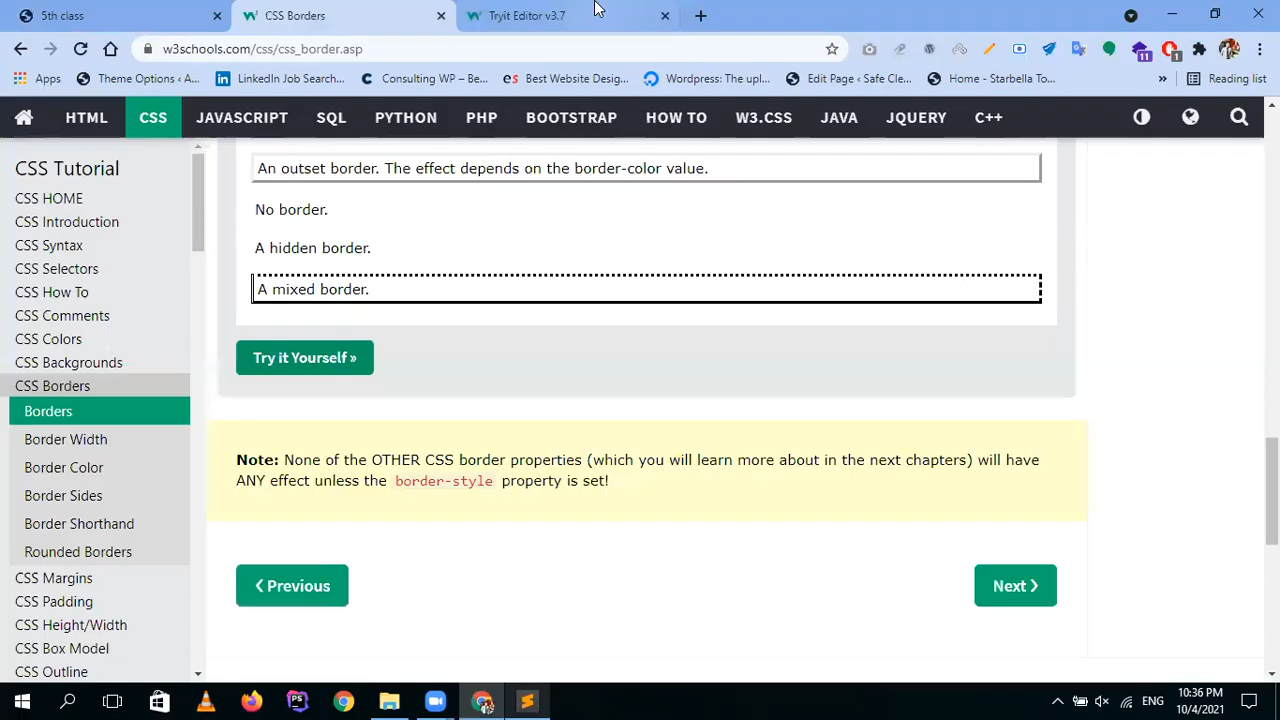 5th class
CSS Borders
Tryit Editor v3.7
w3schools.com/css/css_border.asp
11
1
Apps
Theme Options ‹ A...
LinkedIn Job Search...
Consulting WP – Be...
es Best Website Desig...
Wordpress: The upl...
Edit Page ‹ Safe Cle...
Home - Starbella To...
»
Reading list
HTML
CSS
JAVASCRIPT
SQL
PYTHON
PHP
BOOTSTRAP
HOW TO
W3.CSS
JAVA
JQUERY
C++
CSS Tutorial
CSS HOME
CSS Introduction
CSS Syntax
CSS Selectors
CSS How To
CSS Comments
CSS Colors
CSS Backgrounds
CSS Borders
Borders
Border Width
Border Color
Border Sides
Border Shorthand
Rounded Borders
CSS Margins
CSS Padding
CSS Height/Width
CSS Box Model
CSS Outline
An outset border. The effect depends on the border-color value.
No border.
A hidden border.
A mixed border.
Try it Yourself »
Note: None of the OTHER CSS border properties (which you will learn more about in the next chapters) will have
ANY effect unless the border-style property is set!
❮ Previous
Next ❯
ENG
10:36 PM
10/4/2021